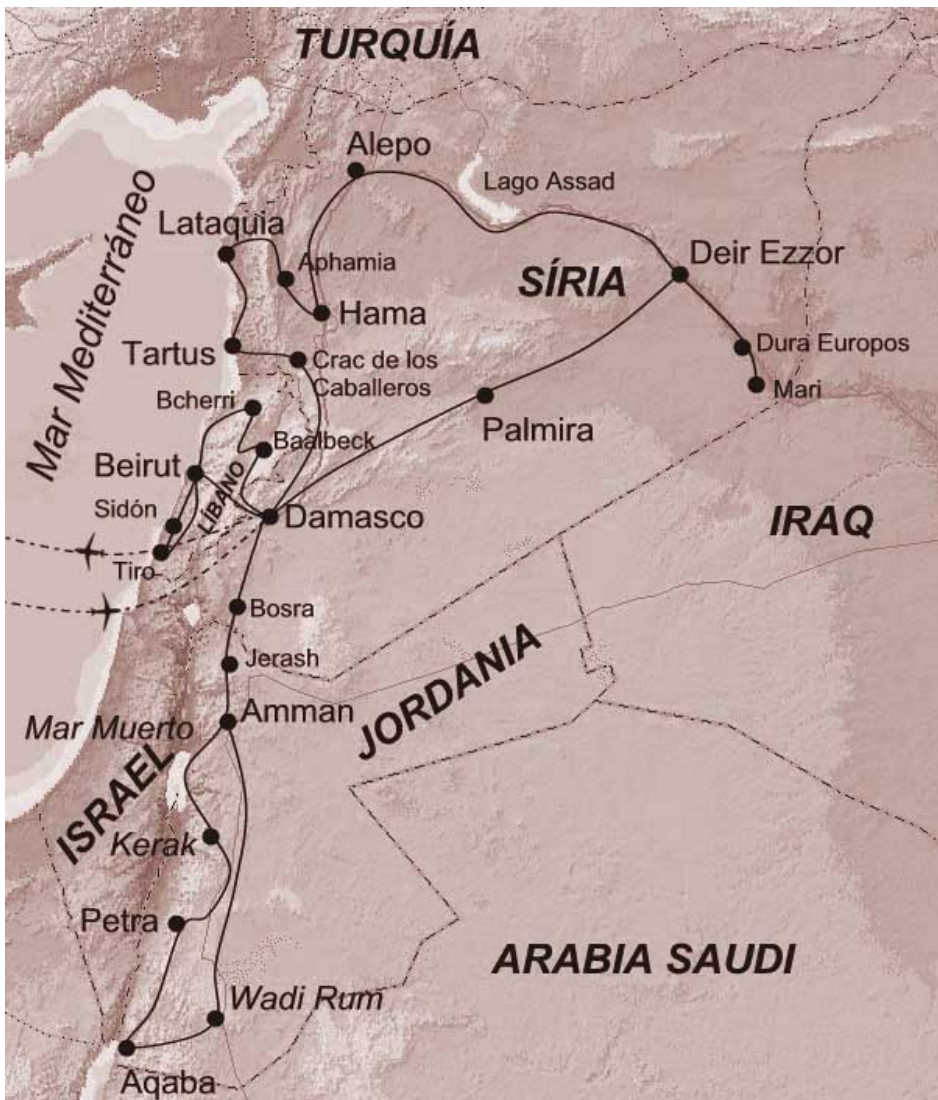 TURQUÍA
Alepo
Lago Assad
Mar Mediterráneo
Lataquia
Aphamia
Deir Ezzor
SÍRIA
Hama
Tartus
Crac de los
Caballeros
Dura Europos
Mari
Bcherri
Palmira
Baalbeck
Beirut
LÍBANO
Sidón
Damasco
IRAQ
Tiro
Bosra
Jerash
JORDANIA
Amman
Mar Muerto
ISRAEL
Kerak
Petra
ARABIA SAUDI
Wadi Rum
Aqaba